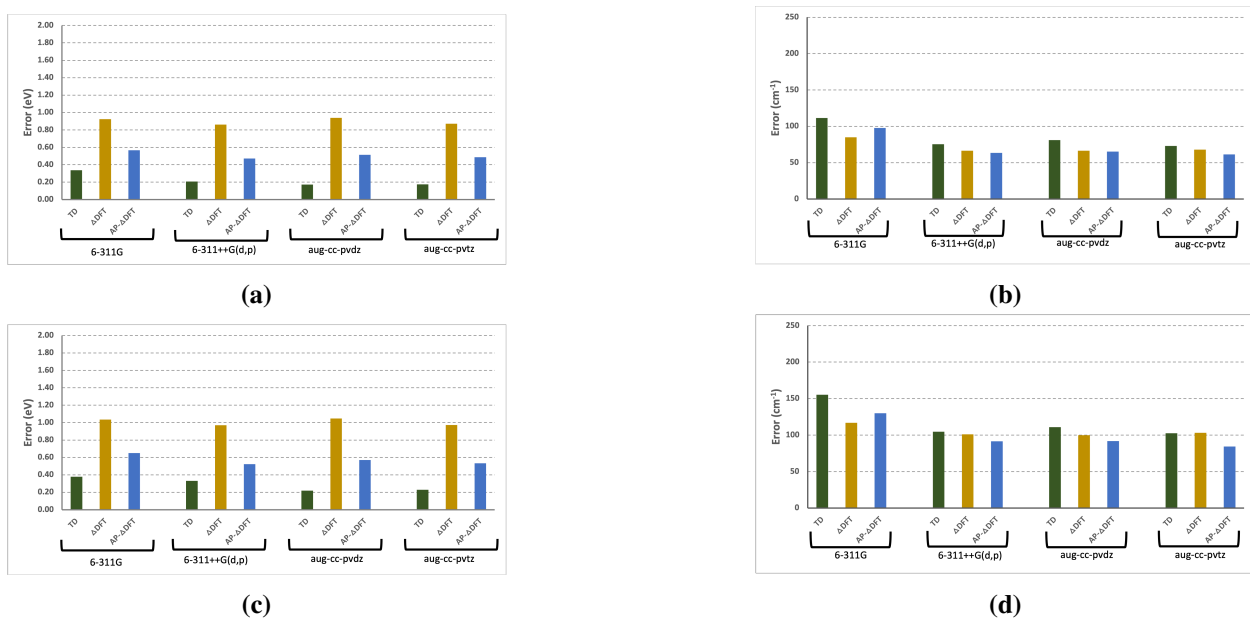 2.00
1.80
1.60
1.40
1.20
1.00
0.80
0.60
0.40
0.20
0.00
Error (eV)
TD ΔDFT AP-ΔDFT TD ΔDFT AP-ΔDFT TD ΔDFT AP-ΔDFT TD ΔDFT AP-ΔDFT
6-311G 6-311++G(d,p) aug-cc-pvdz aug-cc-pvtz
(a)
250
200
150
100
50
0
Error (cm⁻¹)
TD ΔDFT AP-ΔDFT TD ΔDFT AP-ΔDFT TD ΔDFT AP-ΔDFT TD ΔDFT AP-ΔDFT
6-311G 6-311++G(d,p) aug-cc-pvdz aug-cc-pvtz
(b)
2.00
1.80
1.60
1.40
1.20
1.00
0.80
0.60
0.40
0.20
0.00
Error (eV)
TD ΔDFT AP-ΔDFT TD ΔDFT AP-ΔDFT TD ΔDFT AP-ΔDFT TD ΔDFT AP-ΔDFT
6-311G 6-311++G(d,p) aug-cc-pvdz aug-cc-pvtz
(c)
250
200
150
100
50
0
Error (cm⁻¹)
TD ΔDFT AP-ΔDFT TD ΔDFT AP-ΔDFT TD ΔDFT AP-ΔDFT TD ΔDFT AP-ΔDFT
6-311G 6-311++G(d,p) aug-cc-pvdz aug-cc-pvtz
(d)